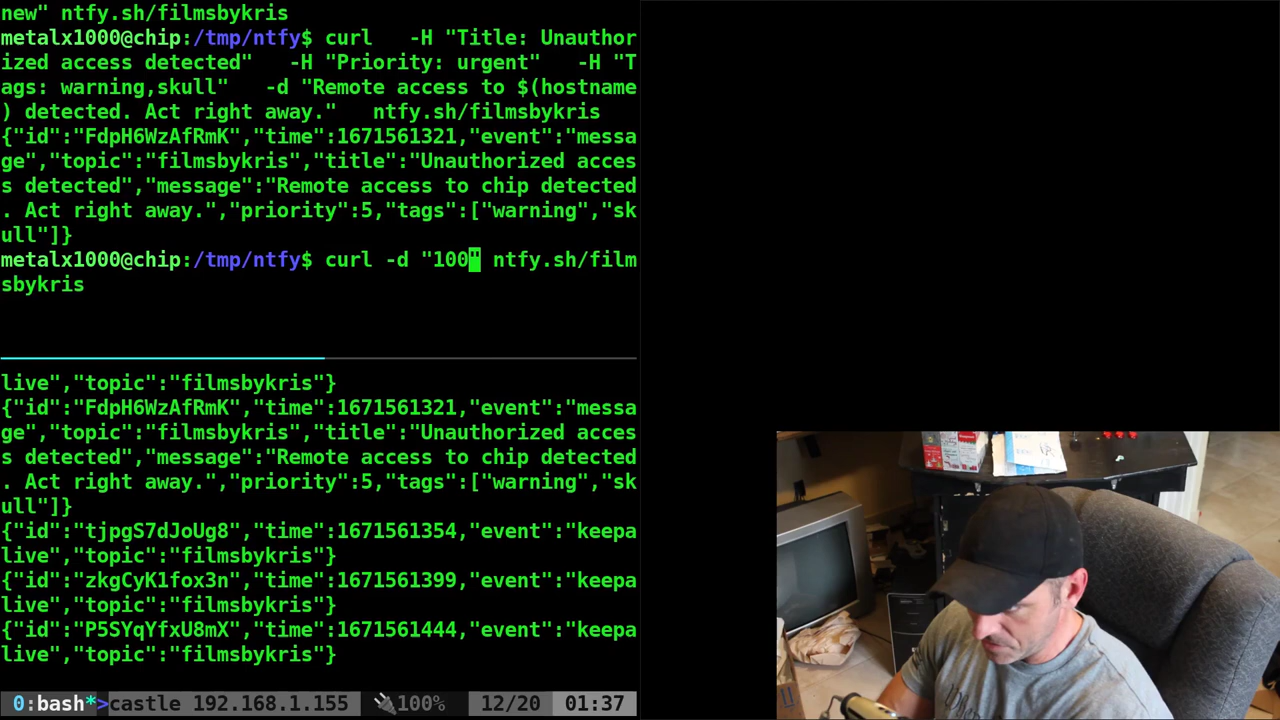 new" ntfy.sh/filmsbykris
metalx1000@chip:/tmp/ntfy$ curl   -H "Title: Unauthor
ized access detected"   -H "Priority: urgent"   -H "T
ags: warning,skull"   -d "Remote access to $(hostname
) detected. Act right away."   ntfy.sh/filmsbykris
{"id":"FdpH6WzAfRmK","time":1671561321,"event":"messa
ge","topic":"filmsbykris","title":"Unauthorized acces
s detected","message":"Remote access to chip detected
. Act right away.","priority":5,"tags":["warning","sk
ull"]}
metalx1000@chip:/tmp/ntfy$ curl -d "100" ntfy.sh/film
sbykris
live","topic":"filmsbykris"}
{"id":"FdpH6WzAfRmK","time":1671561321,"event":"messa
ge","topic":"filmsbykris","title":"Unauthorized acces
s detected","message":"Remote access to chip detected
. Act right away.","priority":5,"tags":["warning","sk
ull"]}
{"id":"tjpgS7dJoUg8","time":1671561354,"event":"keepa
live","topic":"filmsbykris"}
{"id":"zkgCyK1fox3n","time":1671561399,"event":"keepa
live","topic":"filmsbykris"}
{"id":"P5SYqYfxU8mX","time":1671561444,"event":"keepa
live","topic":"filmsbykris"}
0:bash*>castle 192.168.1.155 🔌100% 12/20 01:37